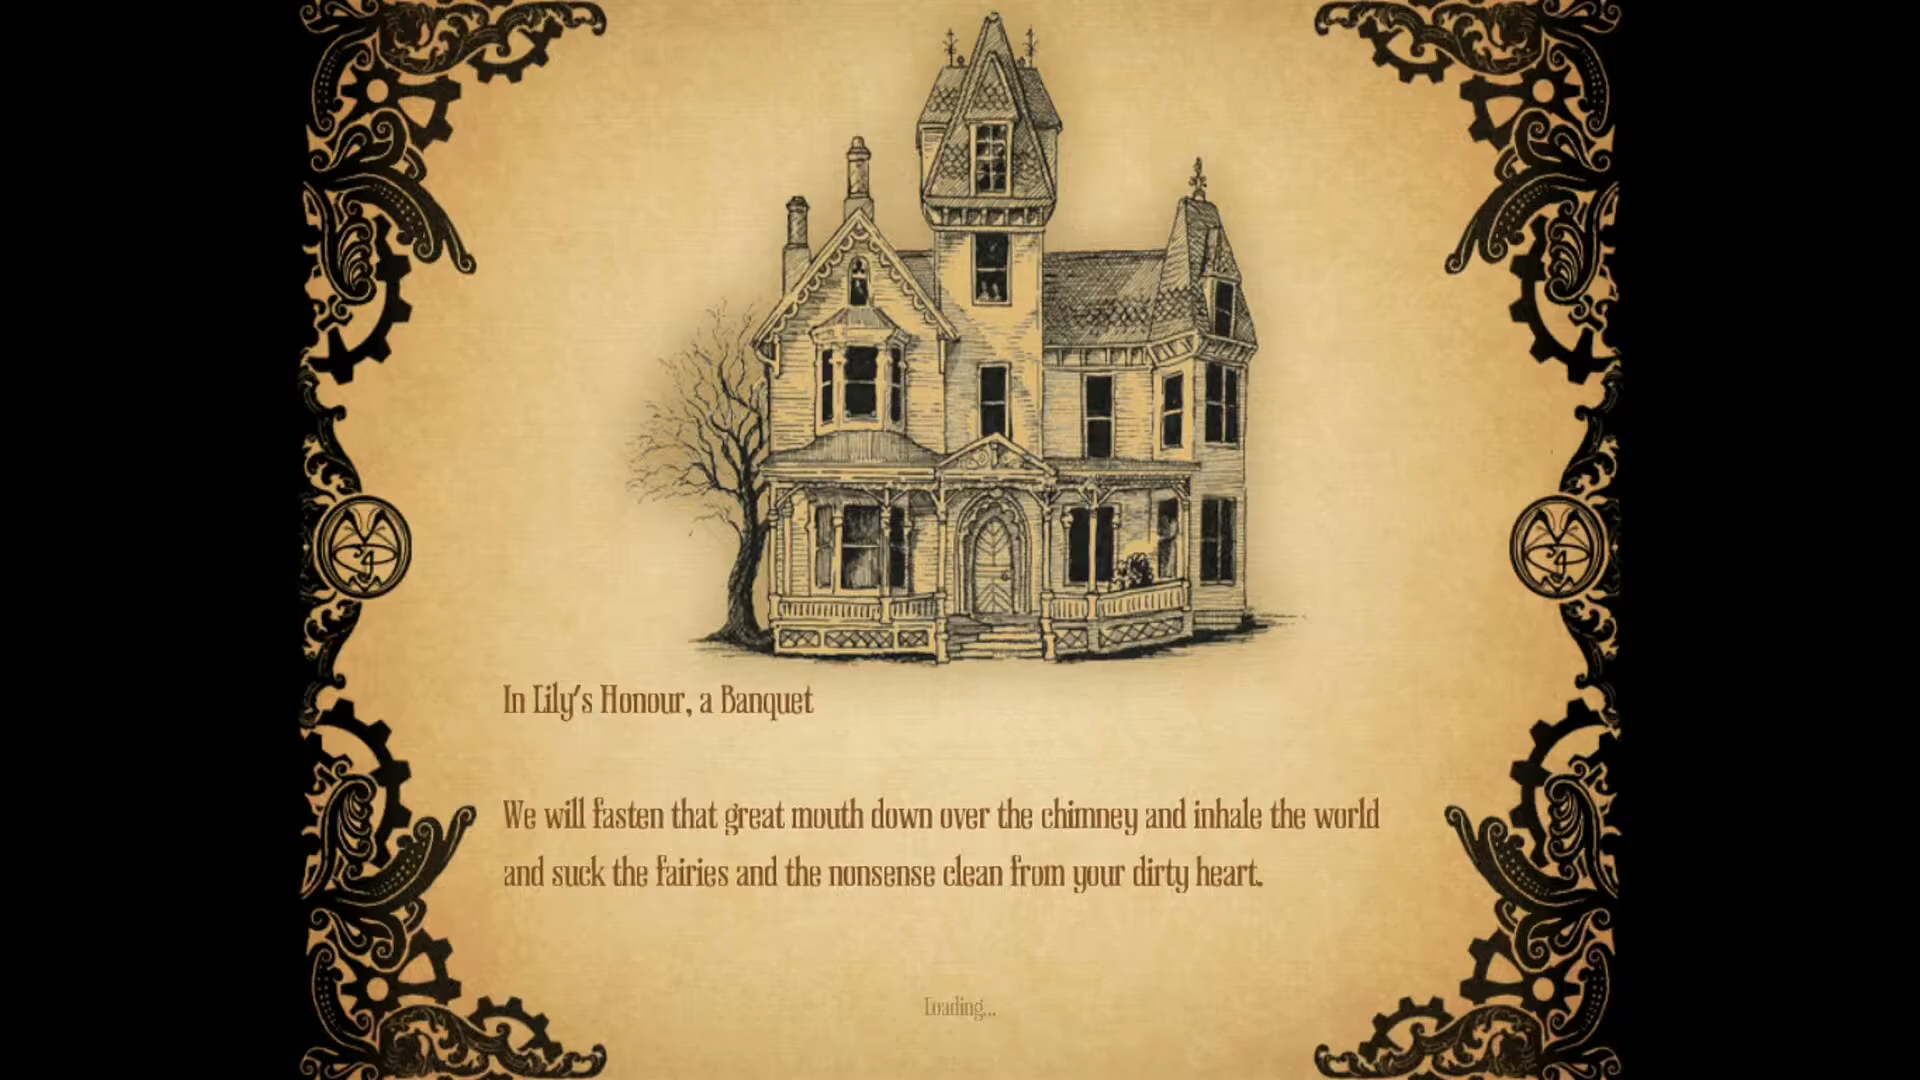 In Lily's Honour, a Banquet
We will fasten that great mouth down over the chimney and inhale the world
and suck the fairies and the nonsense clean from your dirty heart.
Loading...